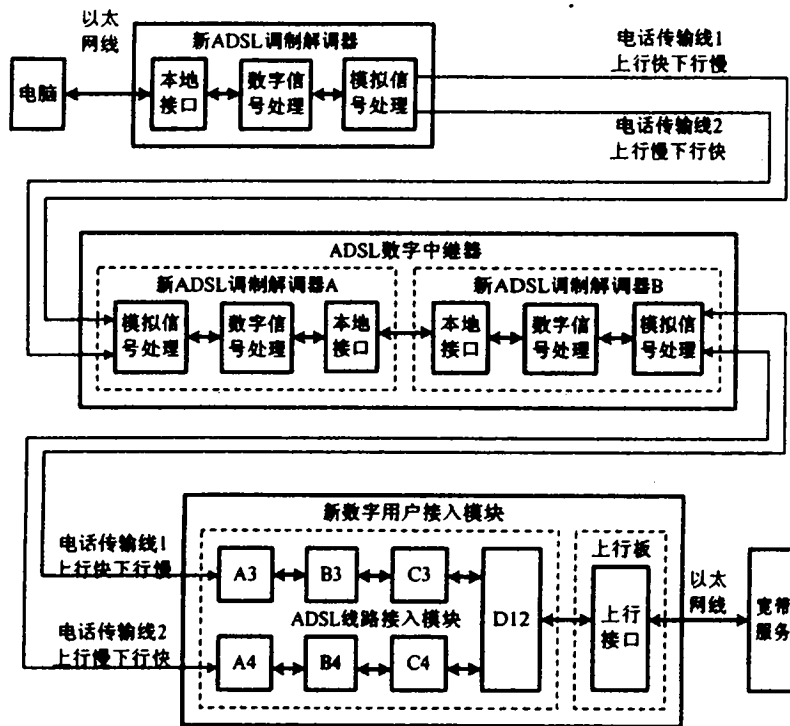 以太
网线
新ADSL调制解调器
电脑
本地
接口
数字信
号处理
模拟信
号处理
电话传输线1
上行快下行慢
电话传输线2
上行慢下行快
ADSL数字中继器
新ADSL调制解调器A
新ADSL调制解调器B
模拟信
号处理
数字信
号处理
本地
接口
本地
接口
数字信
号处理
模拟信
号处理
新数字用户接入模块
电话传输线1
上行快下行慢
A3
B3
C3
ADSL线路接入模块
D12
电话传输线2
上行慢下行快
A4
B4
C4
上行板
上行
接口
以太
网线
宽带
服务